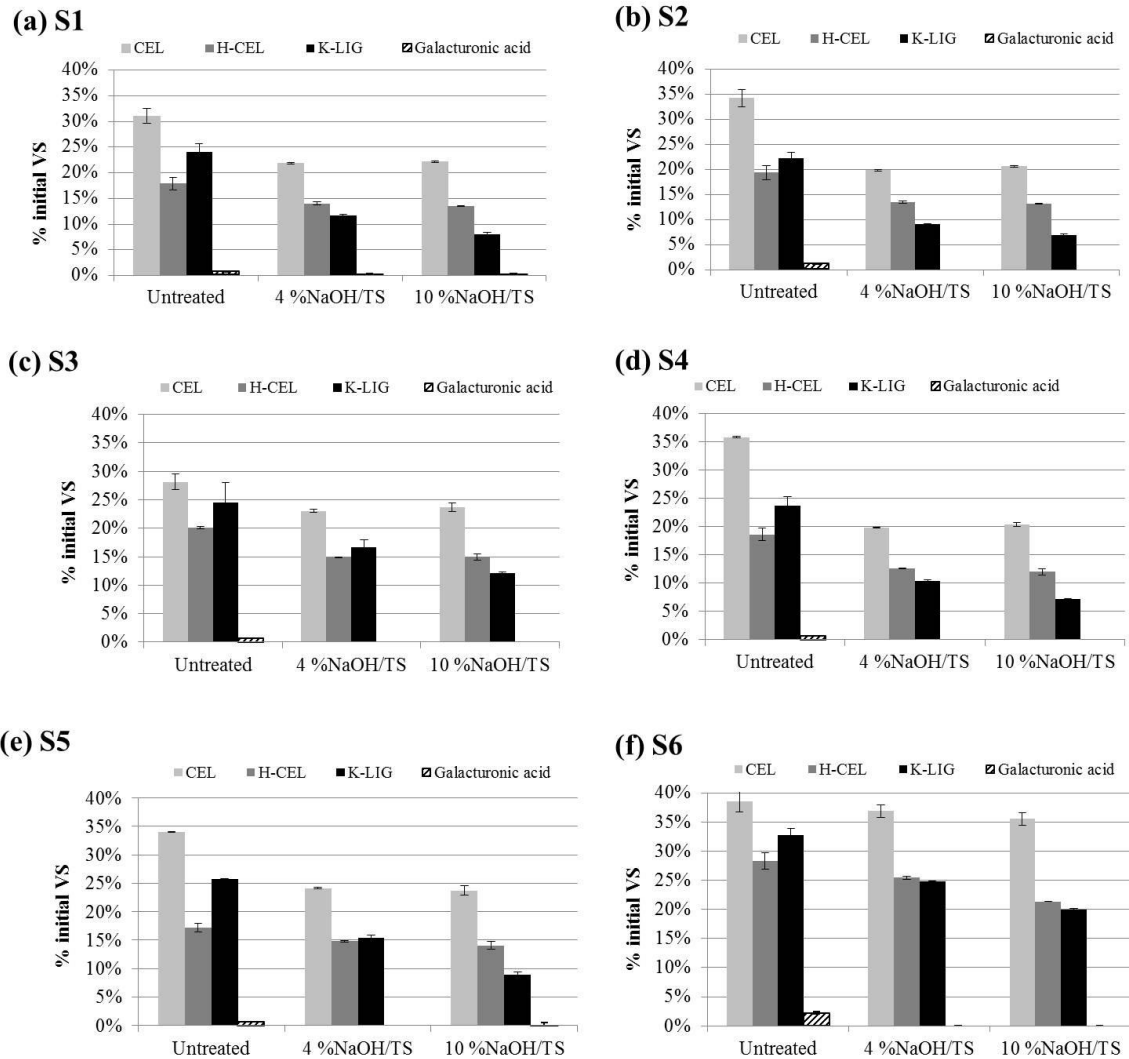 (a) S1
CEL H-CEL K-LIG Galacturonic acid
40%
35%
30%
25%
20%
15%
10%
5%
0%
% initial VS
Untreated 4 %NaOH/TS 10 %NaOH/TS
(b) S2
CEL H-CEL K-LIG Galacturonic acid
40%
35%
30%
25%
20%
15%
10%
5%
0%
% initial VS
Untreated 4 %NaOH/TS 10 %NaOH/TS
(c) S3
CEL H-CEL K-LIG Galacturonic acid
40%
35%
30%
25%
20%
15%
10%
5%
0%
% initial VS
Untreated 4 %NaOH/TS 10 %NaOH/TS
(d) S4
CEL H-CEL K-LIG Galacturonic acid
40%
35%
30%
25%
20%
15%
10%
5%
0%
% initial VS
Untreated 4 %NaOH/TS 10 %NaOH/TS
(e) S5
CEL H-CEL K-LIG Galacturonic acid
40%
35%
30%
25%
20%
15%
10%
5%
0%
% initial VS
Untreated 4 %NaOH/TS 10 %NaOH/TS
(f) S6
CEL H-CEL K-LIG Galacturonic acid
40%
35%
30%
25%
20%
15%
10%
5%
0%
% initial VS
Untreated 4 %NaOH/TS 10 %NaOH/TS